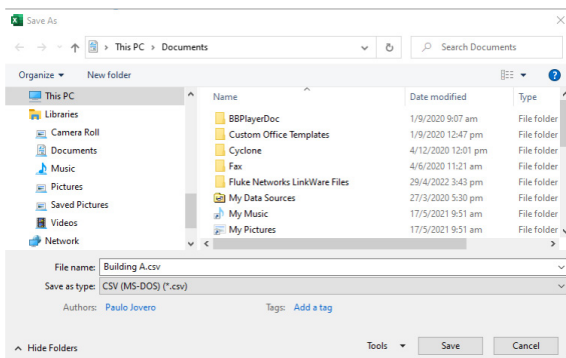 Save As
This PC > Documents
Search Documents
Organize New folder
This PC
Libraries
Camera Roll
Documents
Music
Pictures
Saved Pictures
Videos
Network
Name Date modified Type
BBPlayerDoc 1/9/2020 9:07 am File folder
Custom Office Templates 1/9/2020 12:47 pm File folder
Cyclone 4/12/2020 12:01 pm File folder
Fax 4/6/2020 11:21 am File folder
Fluke Networks LinkWare Files 29/4/2022 3:43 pm File folder
My Data Sources 27/3/2020 5:30 pm File folder
My Music 17/5/2021 9:51 am File folder
My Pictures 17/5/2021 9:51 am File folder
File name: Building A.csv
Save as type: CSV (MS-DOS) (*.csv)
Authors: Paulo Jovero Tags: Add a tag
Hide Folders Tools Save Cancel